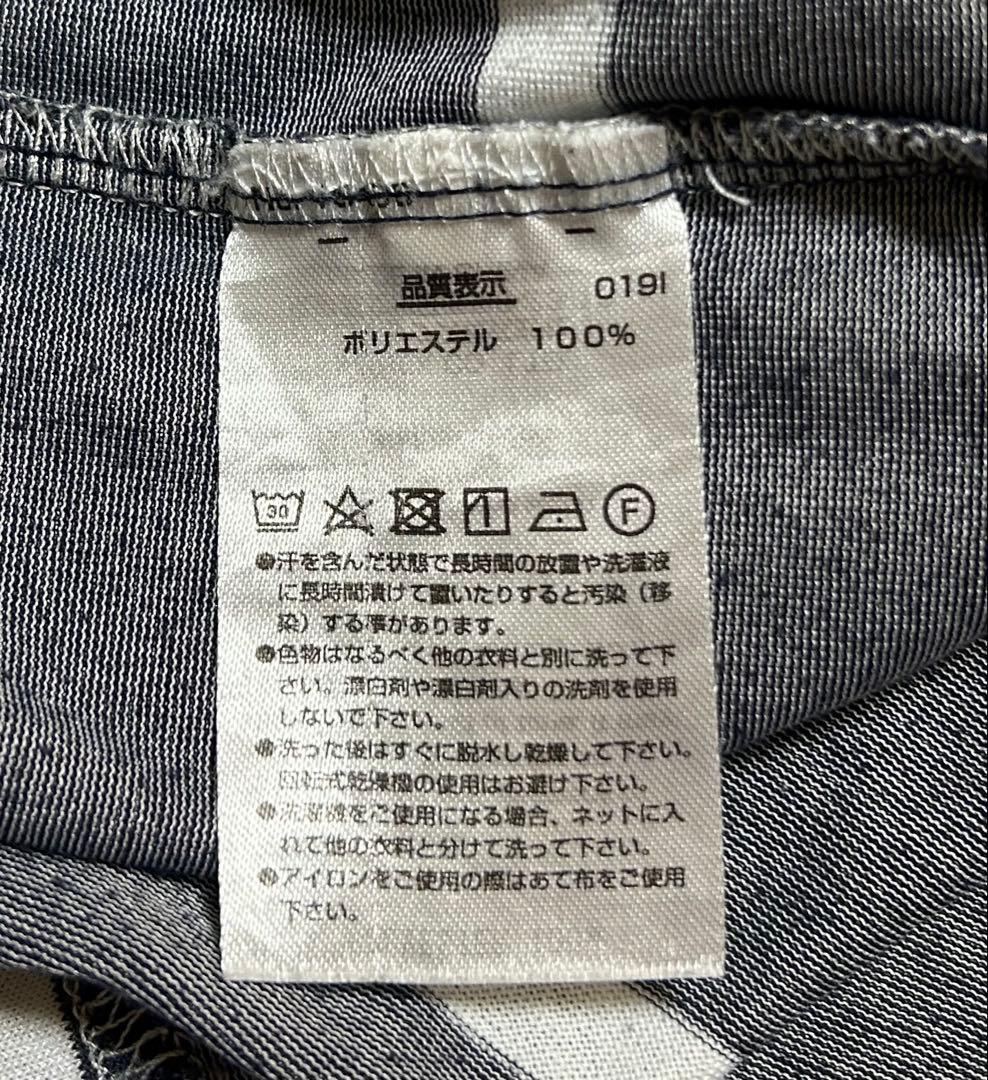 品質表示 0191
ポリエステル 100%
30
F
●汗を含んだ状態で長時間の放置や洗濯液
に長時間漬けて置いたりすると汚染（移
染）する事があります。
●色物はなるべく他の衣料と別に洗って下
さい。漂白剤や漂白剤入りの洗剤を使用
しないで下さい。
●洗った後はすぐに脱水し乾燥して下さい。
回転式乾燥機の使用はお避け下さい。
●洗濯機をご使用になる場合、ネットに入
れて他の衣料と分けて洗って下さい。
●アイロンをご使用の際はあて布をご使用
下さい。